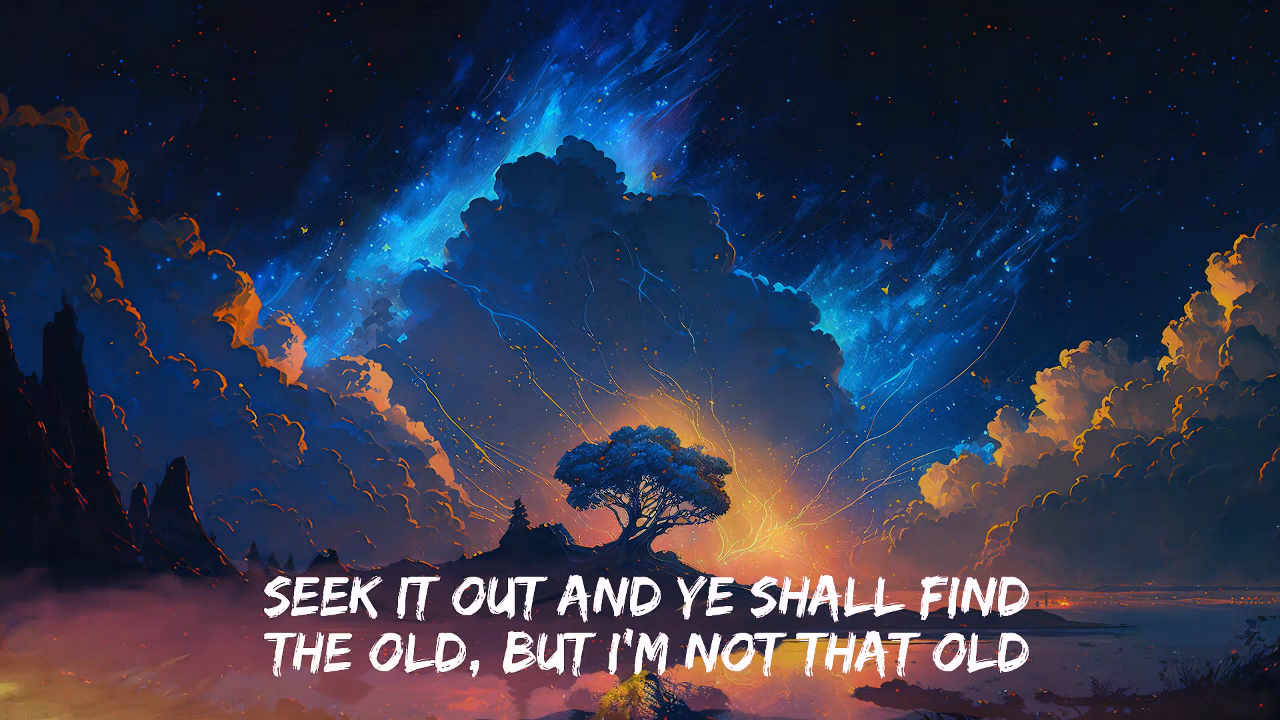 SEEK IT OUT AND YE SHALL FIND
THE OLD, BUT I'M NOT THAT OLD